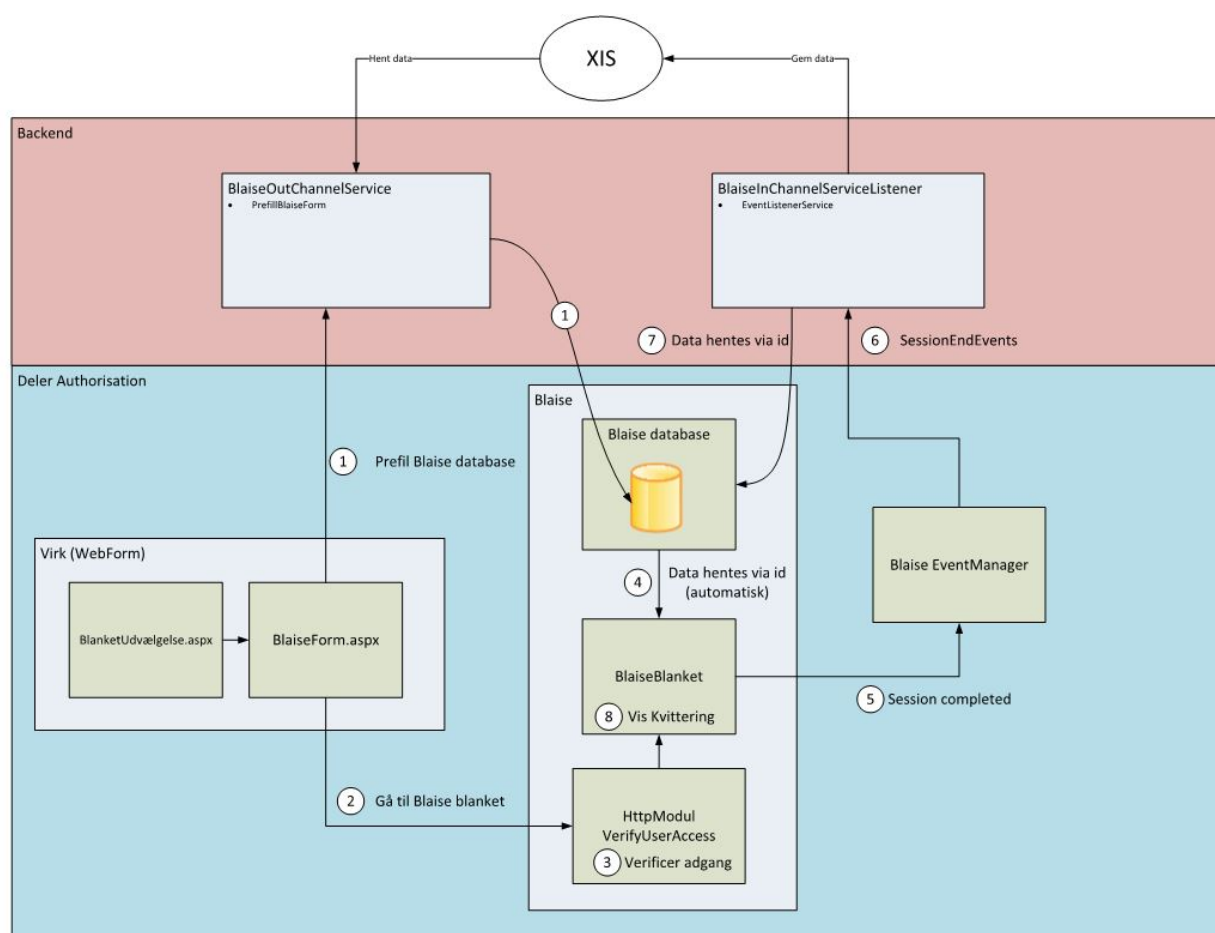 XIS
Hent data
Gem data
Backend
BlaiseOutChannelService
• PrefillBlaiseForm
BlaiseInChannelServiceListener
• EventListenerService
1
7 Data hentes via id
6 SessionEndEvents
Deler Authorisation
Blaise
Blaise database
1 Prefil Blaise database
Virk (WebForm)
BlanketUdvælgelse.aspx
BlaiseForm.aspx
4 Data hentes via id
(automatisk)
Blaise EventManager
BlaiseBlanket
8 Vis Kvittering
5 Session completed
2 Gå til Blaise blanket
HttpModul
VerifyUserAccess
3 Verificer adgang